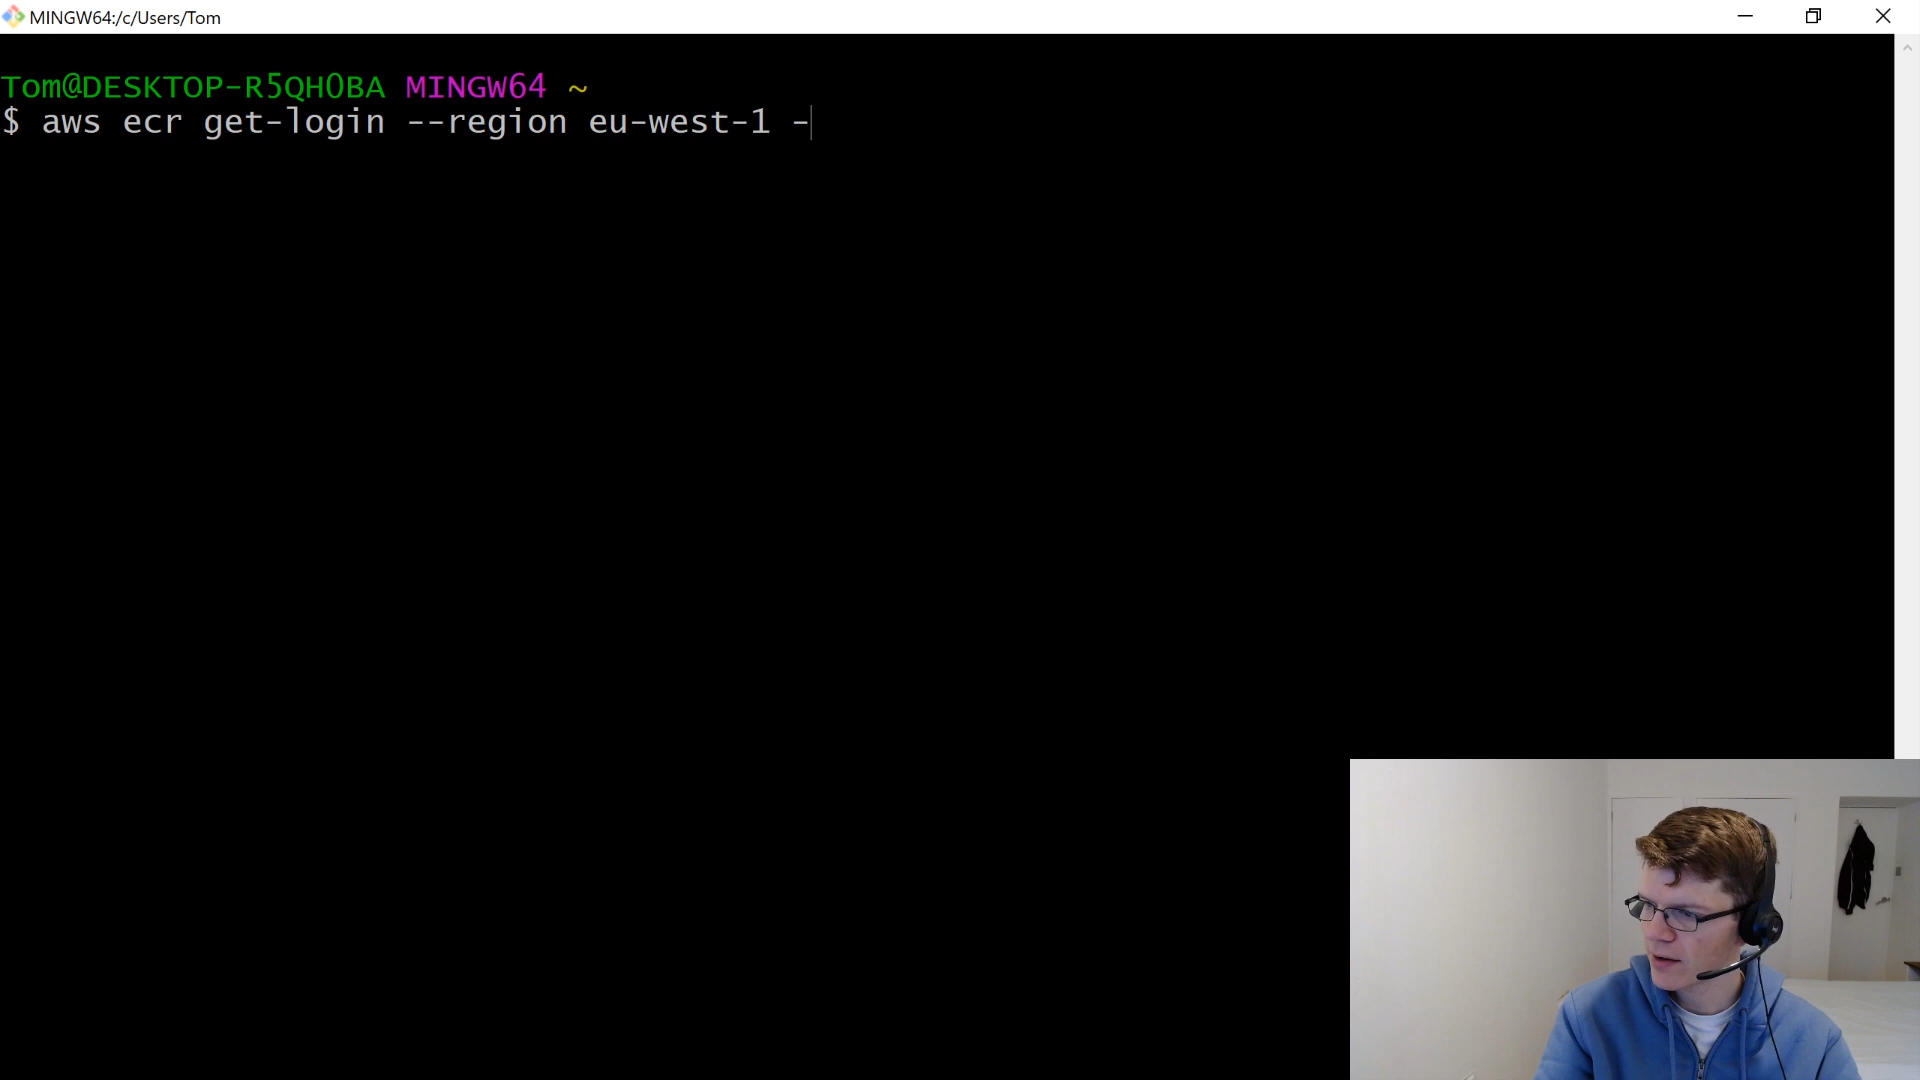 MINGW64:/c/Users/Tom
Tom@DESKTOP-R5QH0BA MINGW64 ~
$ aws ecr get-login --region eu-west-1 -